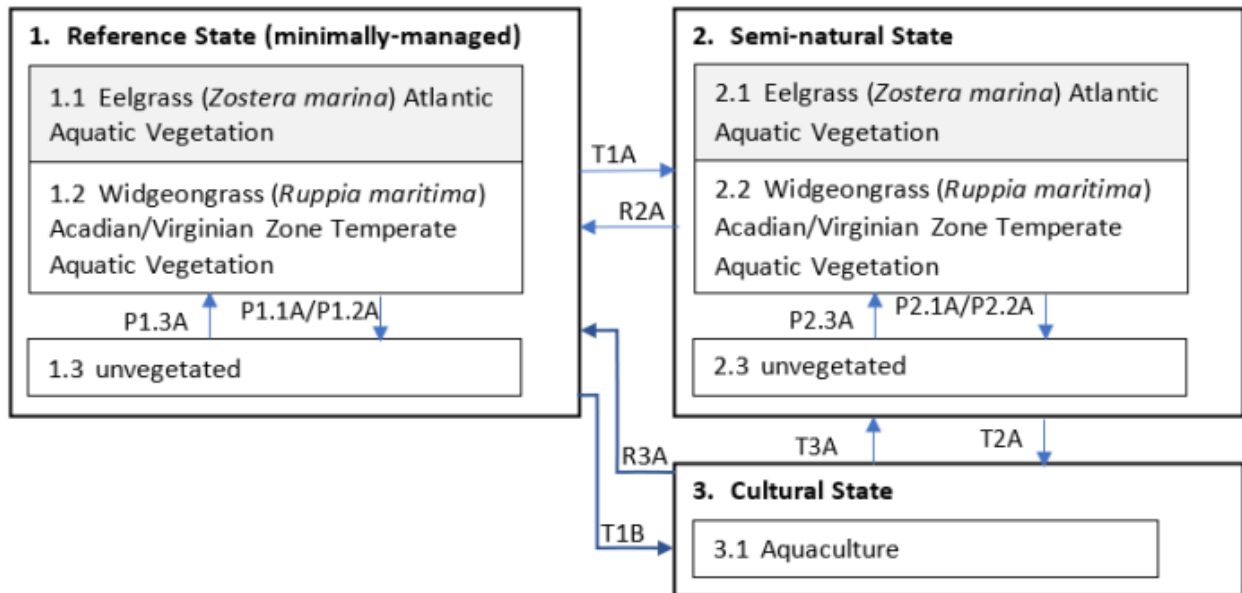 1. Reference State (minimally-managed)
1.1 Eelgrass (Zostera marina) Atlantic
Aquatic Vegetation
1.2 Widgeongrass (Ruppia maritima)
Acadian/Virginian Zone Temperate
Aquatic Vegetation
P1.3A
P1.1A/P1.2A
1.3 unvegetated
T1A
R2A
2. Semi-natural State
2.1 Eelgrass (Zostera marina) Atlantic
Aquatic Vegetation
2.2 Widgeongrass (Ruppia maritima)
Acadian/Virginian Zone Temperate
Aquatic Vegetation
P2.3A
P2.1A/P2.2A
2.3 unvegetated
T3A
T2A
R3A
T1B
3. Cultural State
3.1 Aquaculture